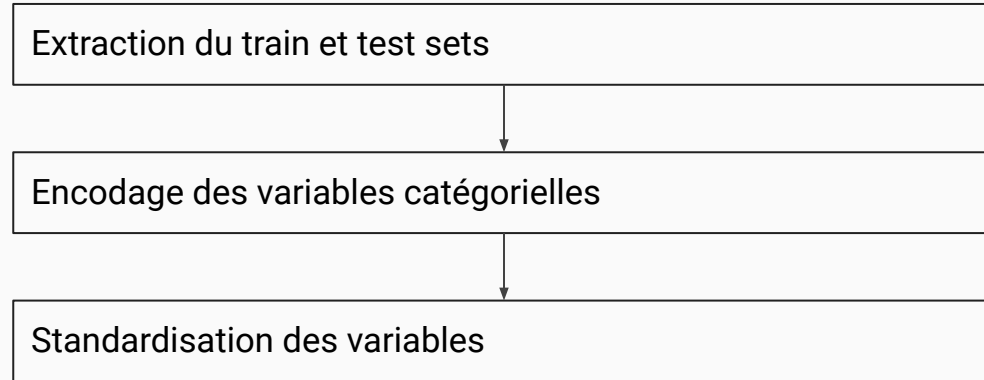 Extraction du train et test sets
Encodage des variables catégorielles
Standardisation des variables